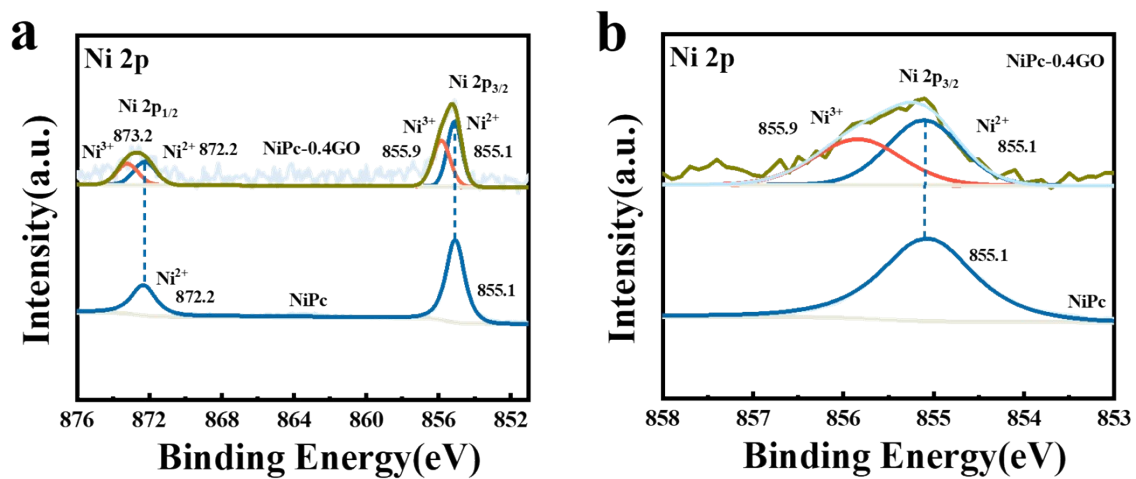 a
Ni 2p
Ni 2p3/2
Ni 2p1/2
873.2
Ni3+
Ni2+ 872.2
NiPc-0.4GO
Ni3+
855.9
Ni2+
855.1
Ni2+
872.2
NiPc
855.1
Intensity(a.u.)
876 872 868 864 860 856 852
Binding Energy(eV)
b
Ni 2p
NiPc-0.4GO
Ni 2p3/2
Ni3+
855.9
Ni2+
855.1
855.1
NiPc
Intensity(a.u.)
858 857 856 855 854 853
Binding Energy(eV)